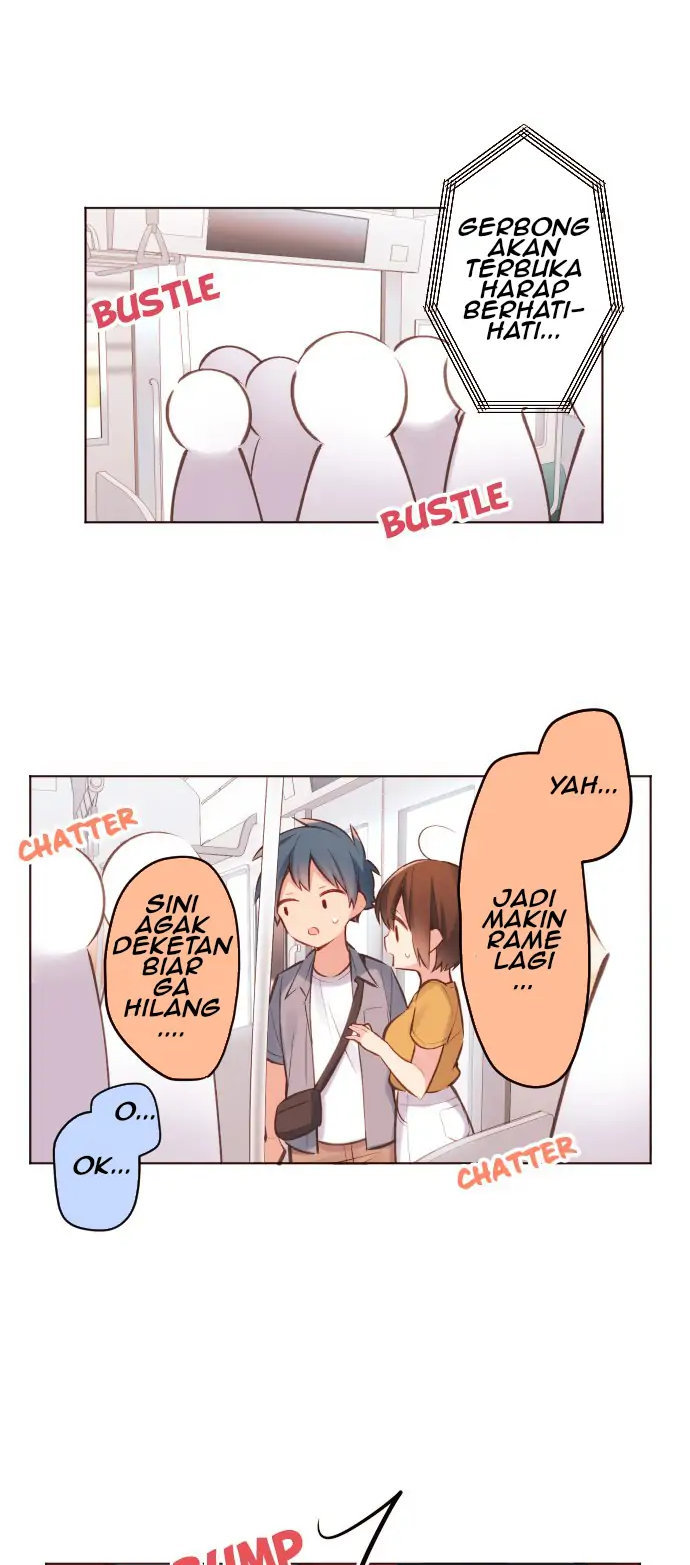 GERBONG
AKAN
TERBUKA
HARAP
BERHATI-
HATI...
BUSTLE
BUSTLE
YAH...
JADI
MAKIN
RAME
LAGI
...
CHATTER
SINI
AGAK
DEKETAN
BIAR
GA
HILANG
....
O...
OK...
CHATTER